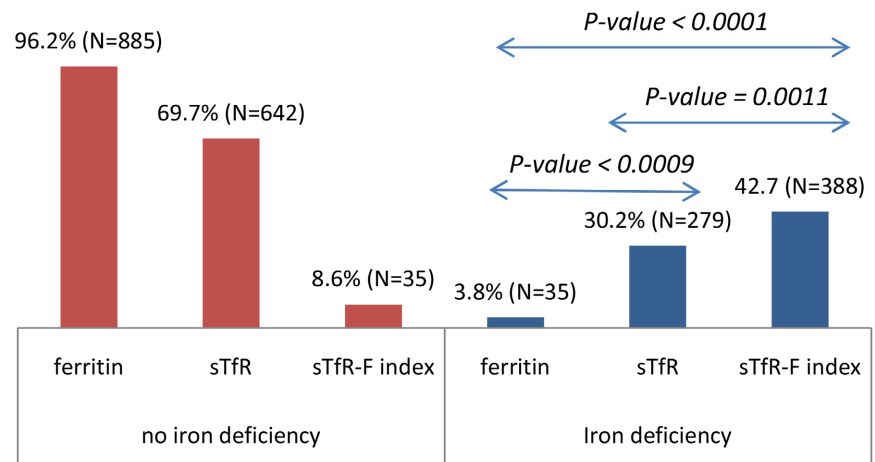 P-value < 0.0001
96.2% (N=885)
P-value = 0.0011
69.7% (N=642)
P-value < 0.0009
42.7 (N=388)
30.2% (N=279)
8.6% (N=35)
3.8% (N=35)
ferritin sTfR sTfR-F index ferritin sTfR sTfR-F index
no iron deficiency Iron deficiency